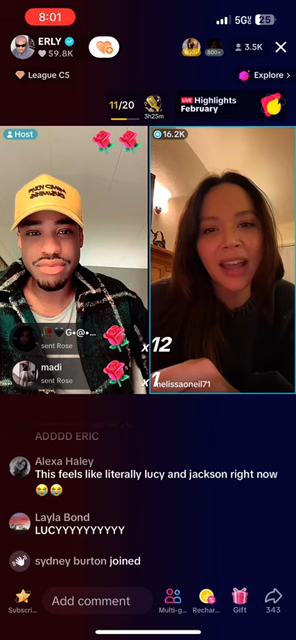 8:01
5G
25
ERLY
59.8K
800+
3.5K
League C5
Explore >
11/20
3h25m
LIVE Highlights
February
Host
16.2K
G•@•...
sent Rose
x12
madi
sent Rose
x1
melissaoneil71
ADDDD ERIC
Alexa Haley
This feels like literally lucy and jackson right now
😭😭
Layla Bond
LUCYYYYYYYYYY
sydney burton joined
Subscri...
Add comment
Multi-g...
Rechar...
Gift
343